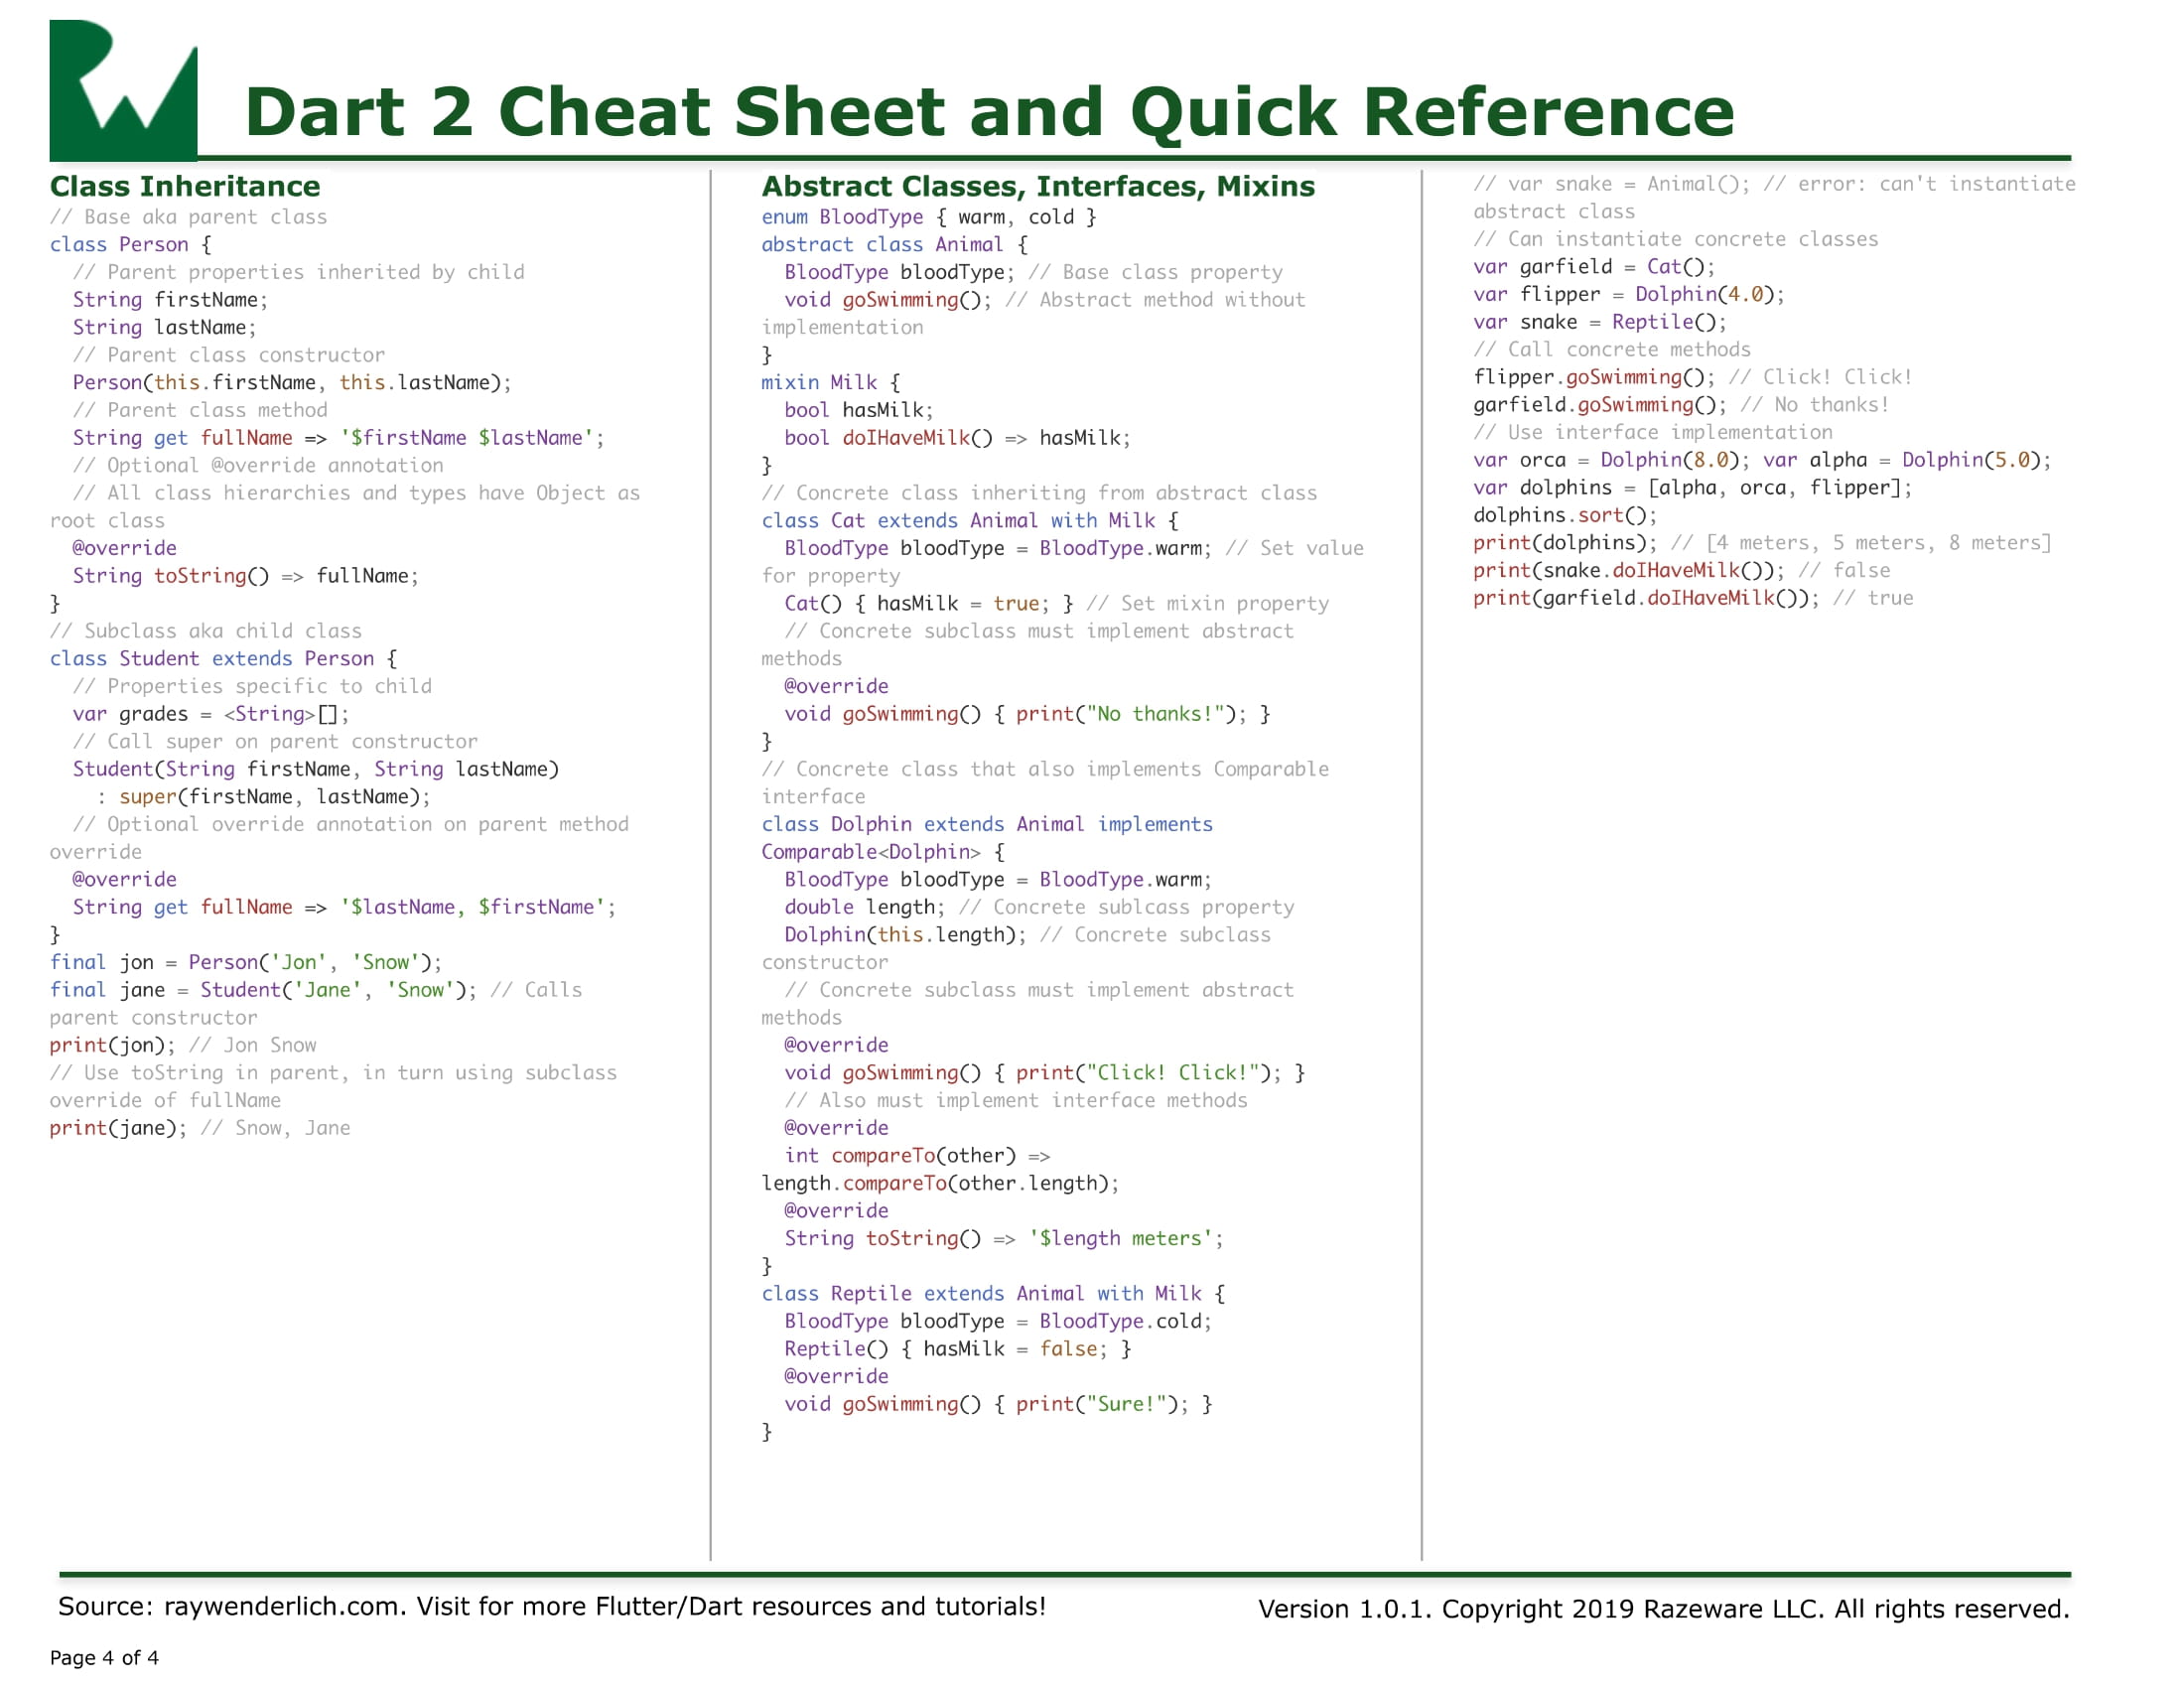 Dart 2 Cheat Sheet and Quick Reference
Class Inheritance
// Base aka parent class
class Person {
  // Parent properties inherited by child
  String firstName;
  String lastName;
  // Parent class constructor
  Person(this.firstName, this.lastName);
  // Parent class method
  String get fullName => '$firstName $lastName';
  // Optional @override annotation
  // All class hierarchies and types have Object as
root class
  @override
  String toString() => fullName;
}
// Subclass aka child class
class Student extends Person {
  // Properties specific to child
  var grades = <String>[];
  // Call super on parent constructor
  Student(String firstName, String lastName)
    : super(firstName, lastName);
  // Optional override annotation on parent method
override
  @override
  String get fullName => '$lastName, $firstName';
}
final jon = Person('Jon', 'Snow');
final jane = Student('Jane', 'Snow'); // Calls
parent constructor
print(jon); // Jon Snow
// Use toString in parent, in turn using subclass
override of fullName
print(jane); // Snow, Jane
Abstract Classes, Interfaces, Mixins
enum BloodType { warm, cold }
abstract class Animal {
  BloodType bloodType; // Base class property
  void goSwimming(); // Abstract method without
implementation
}
mixin Milk {
  bool hasMilk;
  bool doIHaveMilk() => hasMilk;
}
// Concrete class inheriting from abstract class
class Cat extends Animal with Milk {
  BloodType bloodType = BloodType.warm; // Set value
for property
  Cat() { hasMilk = true; } // Set mixin property
  // Concrete subclass must implement abstract
methods
  @override
  void goSwimming() { print("No thanks!"); }
}
// Concrete class that also implements Comparable
interface
class Dolphin extends Animal implements
Comparable<Dolphin> {
  BloodType bloodType = BloodType.warm;
  double length; // Concrete sublcass property
  Dolphin(this.length); // Concrete subclass
constructor
  // Concrete subclass must implement abstract
methods
  @override
  void goSwimming() { print("Click! Click!"); }
  // Also must implement interface methods
  @override
  int compareTo(other) =>
length.compareTo(other.length);
  @override
  String toString() => '$length meters';
}
class Reptile extends Animal with Milk {
  BloodType bloodType = BloodType.cold;
  Reptile() { hasMilk = false; }
  @override
  void goSwimming() { print("Sure!"); }
}
// var snake = Animal(); // error: can't instantiate
abstract class
// Can instantiate concrete classes
var garfield = Cat();
var flipper = Dolphin(4.0);
var snake = Reptile();
// Call concrete methods
flipper.goSwimming(); // Click! Click!
garfield.goSwimming(); // No thanks!
// Use interface implementation
var orca = Dolphin(8.0); var alpha = Dolphin(5.0);
var dolphins = [alpha, orca, flipper];
dolphins.sort();
print(dolphins); // [4 meters, 5 meters, 8 meters]
print(snake.doIHaveMilk()); // false
print(garfield.doIHaveMilk()); // true
Source: raywenderlich.com. Visit for more Flutter/Dart resources and tutorials!
Version 1.0.1. Copyright 2019 Razeware LLC. All rights reserved.
Page 4 of 4